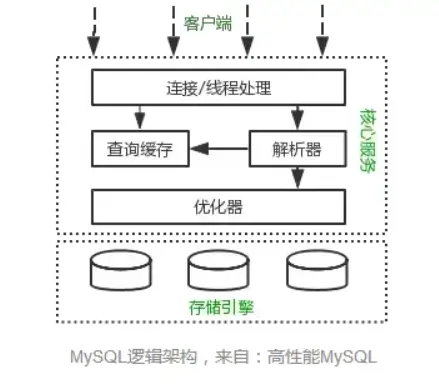 客户端
连接/线程处理
查询缓存
解析器
优化器
核心服务
存储引擎
MySQL逻辑架构，来自：高性能MySQL